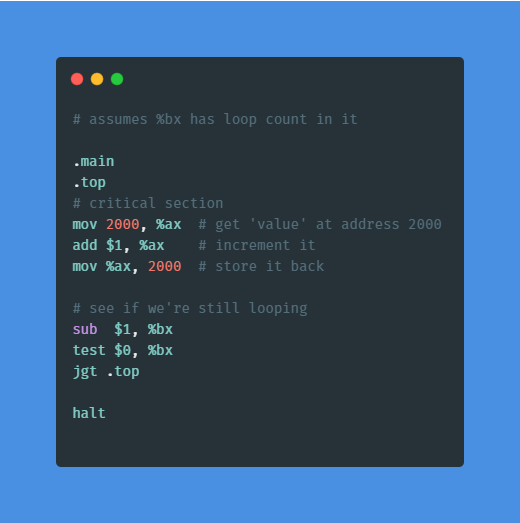 # assumes %bx has loop count in it
.main
.top
# critical section
mov 2000, %ax  # get 'value' at address 2000
add $1, %ax    # increment it
mov %ax, 2000  # store it back
# see if we're still looping
sub  $1, %bx
test $0, %bx
jgt .top
halt